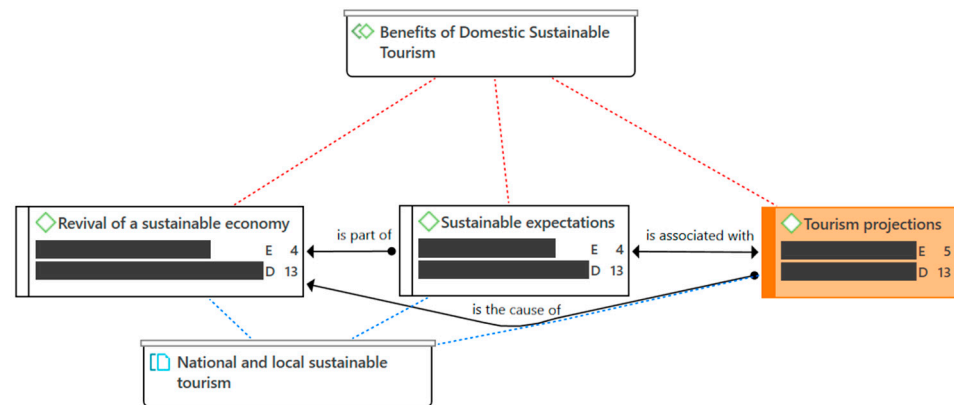 Benefits of Domestic Sustainable
Tourism
Revival of a sustainable economy
E 4
D 13
is part of
Sustainable expectations
E 4
D 13
is associated with
Tourism projections
E 5
D 13
is the cause of
National and local sustainable
tourism